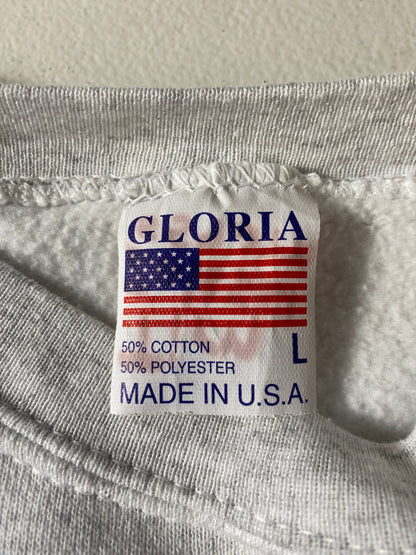 GLORIA
50% COTTON
50% POLYESTER
L
MADE IN U.S.A.